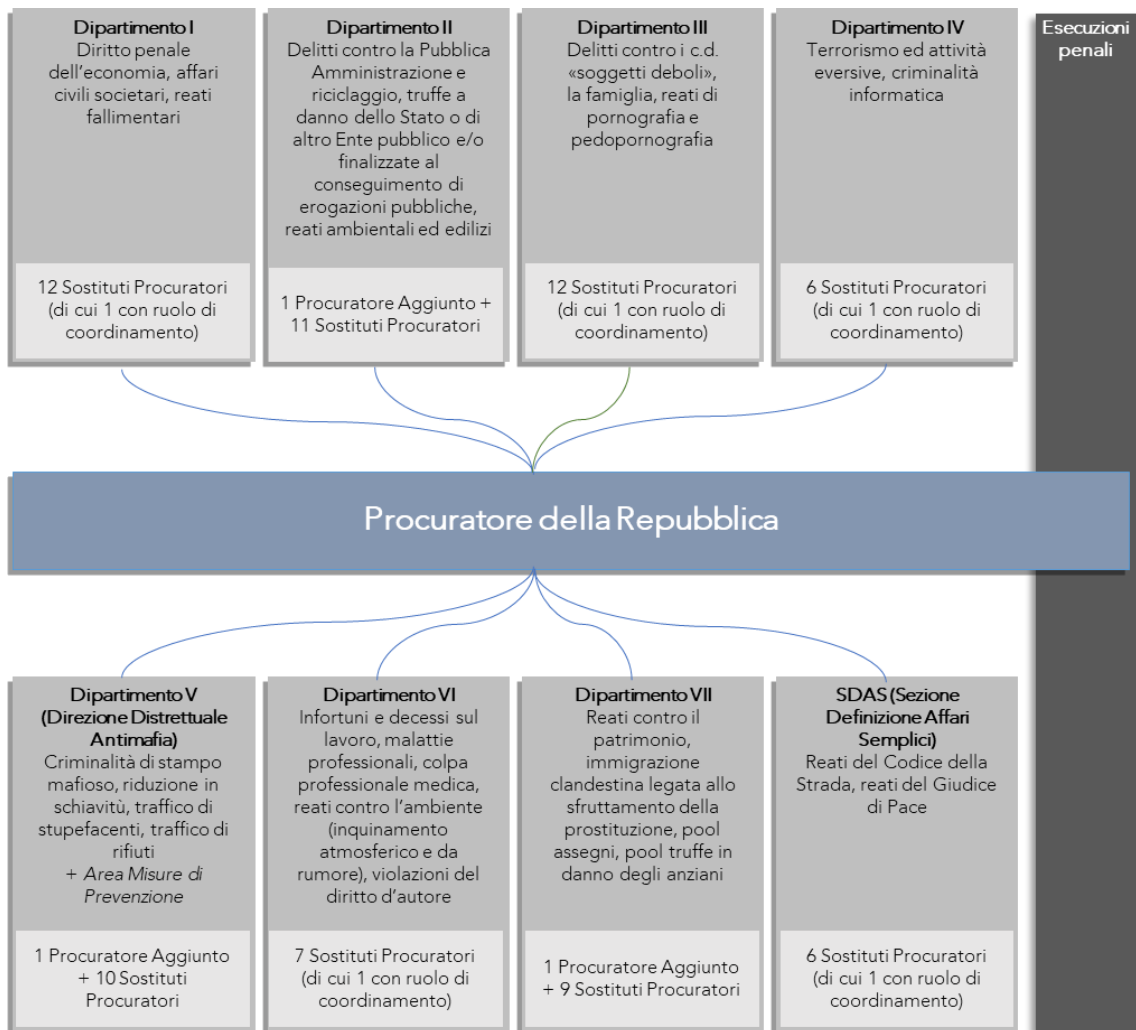 Dipartimento I
Diritto penale
dell’economia, affari
civili societari, reati
fallimentari
12 Sostituti Procuratori
(di cui 1 con ruolo di
coordinamento)
Dipartimento II
Delitti contro la Pubblica
Amministrazione e
riciclaggio, truffe a
danno dello Stato o di
altro Ente pubblico e/o
finalizzate al
conseguimento di
erogazioni pubbliche,
reati ambientali ed edilizi
1 Procuratore Aggiunto +
11 Sostituti Procuratori
Dipartimento III
Delitti contro i c.d.
«soggetti deboli»,
la famiglia, reati di
pornografia e
pedopornografia
12 Sostituti Procuratori
(di cui 1 con ruolo di
coordinamento)
Dipartimento IV
Terrorismo ed attività
eversive, criminalità
informatica
6 Sostituti Procuratori
(di cui 1 con ruolo di
coordinamento)
Esecuzioni
penali
Procuratore della Repubblica
Dipartimento V
(Direzione Distrettuale
Antimafia)
Criminalità di stampo
mafioso, riduzione in
schiavitù, traffico di
stupefacenti, traffico di
rifiuti
+ Area Misure di
Prevenzione
1 Procuratore Aggiunto
+ 10 Sostituti
Procuratori
Dipartimento VI
Infortuni e decessi sul
lavoro, malattie
professionali, colpa
professionale medica,
reati contro l’ambiente
(inquinamento
atmosferico e da
rumore), violazioni del
diritto d’autore
7 Sostituti Procuratori
(di cui 1 con ruolo di
coordinamento)
Dipartimento VII
Reati contro il
patrimonio,
immigrazione
clandestina legata allo
sfruttamento della
prostituzione, pool
assegni, pool truffe in
danno degli anziani
1 Procuratore Aggiunto
+ 9 Sostituti Procuratori
SDAS (Sezione
Definizione Affari
Semplici)
Reati del Codice della
Strada, reati del Giudice
di Pace
6 Sostituti Procuratori
(di cui 1 con ruolo di
coordinamento)